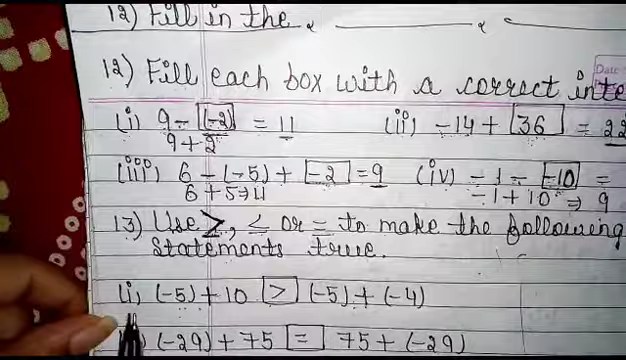 12) Fill in the
12) Fill each box with a correct inte
(i) 9 - (-2) = 11 (ii) -14 + 36 = 22
9 + 2
(iii) 6 - (-5) + -2 = 9 (iv) -1 - -10 =
6 + 5 → 11 -1 + 10 ⇒ 9
13) Use >, < or = to make the following
statements true.
(i) (-5) + 10 > (-5) + (-4)
) (-29) + 75 = 75 + (-29)